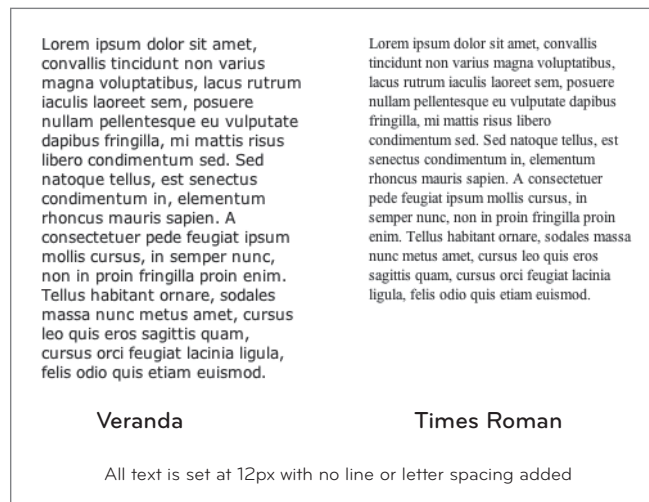 Lorem ipsum dolor sit amet,
convallis tincidunt non varius
magna voluptatibus, lacus rutrum
iaculis laoreet sem, posuere
nullam pellentesque eu vulputate
dapibus fringilla, mi mattis risus
libero condimentum sed. Sed
natoque tellus, est senectus
condimentum in, elementum
rhoncus mauris sapien. A
consectetuer pede feugiat ipsum
mollis cursus, in semper nunc,
non in proin fringilla proin enim.
Tellus habitant ornare, sodales
massa nunc metus amet, cursus
leo quis eros sagittis quam,
cursus orci feugiat lacinia ligula,
felis odio quis etiam euismod.
Veranda
Lorem ipsum dolor sit amet, convallis
tincidunt non varius magna voluptatibus,
lacus rutrum iaculis laoreet sem, posuere
nullam pellentesque eu vulputate dapibus
fringilla, mi mattis risus libero
condimentum sed. Sed natoque tellus, est
senectus condimentum in, elementum
rhoncus mauris sapien. A consectetuer
pede feugiat ipsum mollis cursus, in
semper nunc, non in proin fringilla proin
enim. Tellus habitant ornare, sodales massa
nunc metus amet, cursus leo quis eros
sagittis quam, cursus orci feugiat lacinia
ligula, felis odio quis etiam euismod.
Times Roman
All text is set at 12px with no line or letter spacing added